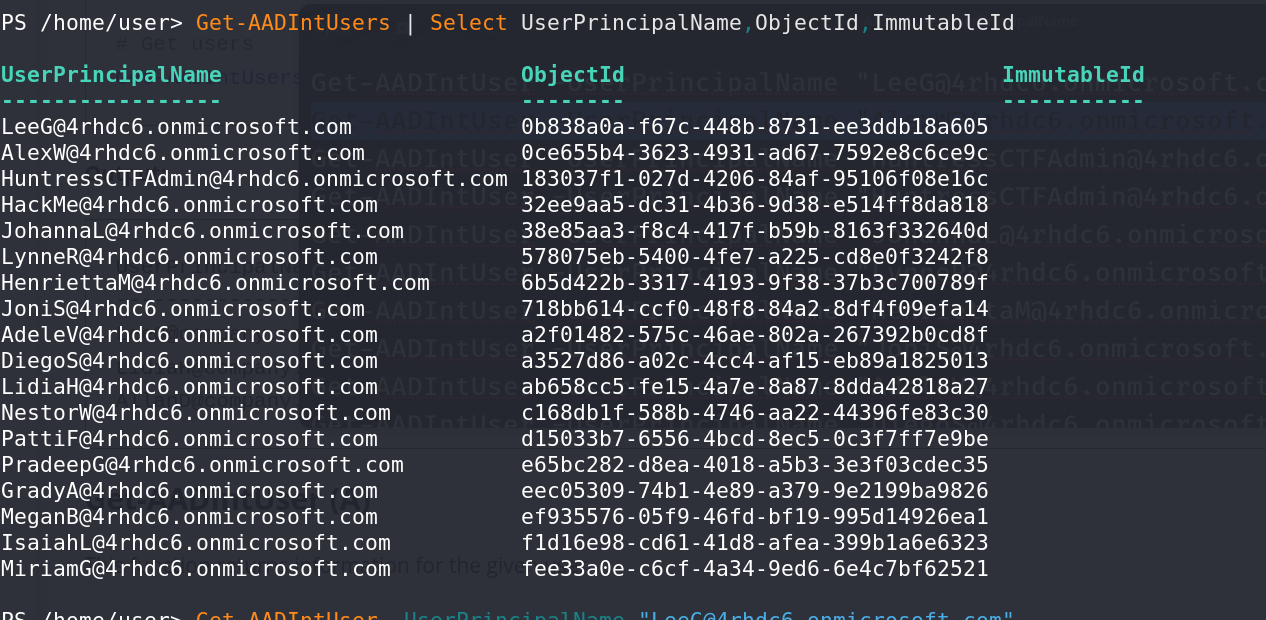 PS /home/user> Get-AADIntUsers | Select UserPrincipalName,ObjectId,ImmutableId
UserPrincipalName ObjectId ImmutableId
----------------- -------- -----------
LeeG@4rhdc6.onmicrosoft.com 0b838a0a-f67c-448b-8731-ee3ddb18a605
AlexW@4rhdc6.onmicrosoft.com 0ce655b4-3623-4931-ad67-7592e8c6ce9c
HuntressCTFAdmin@4rhdc6.onmicrosoft.com 183037f1-027d-4206-84af-95106f08e16c
HackMe@4rhdc6.onmicrosoft.com 32ee9aa5-dc31-4b36-9d38-e514ff8da818
JohannaL@4rhdc6.onmicrosoft.com 38e85aa3-f8c4-417f-b59b-8163f332640d
LynneR@4rhdc6.onmicrosoft.com 578075eb-5400-4fe7-a225-cd8e0f3242f8
HenriettaM@4rhdc6.onmicrosoft.com 6b5d422b-3317-4193-9f38-37b3c700789f
JoniS@4rhdc6.onmicrosoft.com 718bb614-ccf0-48f8-84a2-8df4f09efa14
AdeleV@4rhdc6.onmicrosoft.com a2f01482-575c-46ae-802a-267392b0cd8f
DiegoS@4rhdc6.onmicrosoft.com a3527d86-a02c-4cc4-af15-eb89a1825013
LidiaH@4rhdc6.onmicrosoft.com ab658cc5-fe15-4a7e-8a87-8dda42818a27
NestorW@4rhdc6.onmicrosoft.com c168db1f-588b-4746-aa22-44396fe83c30
PattiF@4rhdc6.onmicrosoft.com d15033b7-6556-4bcd-8ec5-0c3f7ff7e9be
PradeepG@4rhdc6.onmicrosoft.com e65bc282-d8ea-4018-a5b3-3e3f03cdec35
GradyA@4rhdc6.onmicrosoft.com eec05309-74b1-4e89-a379-9e2199ba9826
MeganB@4rhdc6.onmicrosoft.com ef935576-05f9-46fd-bf19-995d14926ea1
IsaiahL@4rhdc6.onmicrosoft.com f1d16e98-cd61-41d8-afea-399b1a6e6323
MiriamG@4rhdc6.onmicrosoft.com fee33a0e-c6cf-4a34-9ed6-6e4c7bf62521
PS /home/user> Get-AADIntUser -UserPrincipalName "LeeG@4rhdc6.onmicrosoft.com"